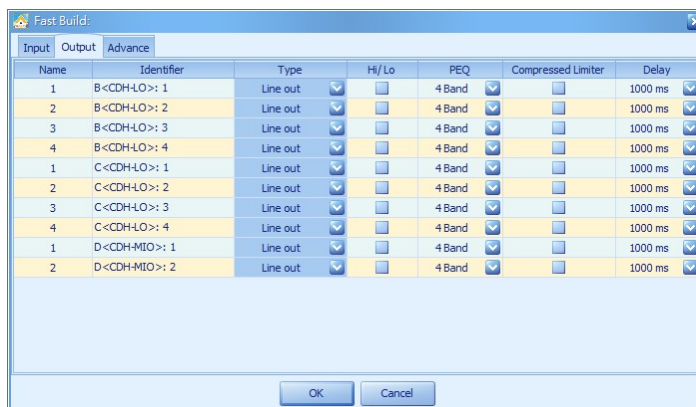 Fast Build:
Input Output Advance
Name Identifier Type Hi/Lo PEQ Compressed Limiter Delay
1 B<CDH-LO>: 1 Line out 4 Band 1000 ms
2 B<CDH-LO>: 2 Line out 4 Band 1000 ms
3 B<CDH-LO>: 3 Line out 4 Band 1000 ms
4 B<CDH-LO>: 4 Line out 4 Band 1000 ms
1 C<CDH-LO>: 1 Line out 4 Band 1000 ms
2 C<CDH-LO>: 2 Line out 4 Band 1000 ms
3 C<CDH-LO>: 3 Line out 4 Band 1000 ms
4 C<CDH-LO>: 4 Line out 4 Band 1000 ms
1 D<CDH-MIO>: 1 Line out 4 Band 1000 ms
2 D<CDH-MIO>: 2 Line out 4 Band 1000 ms
OK Cancel